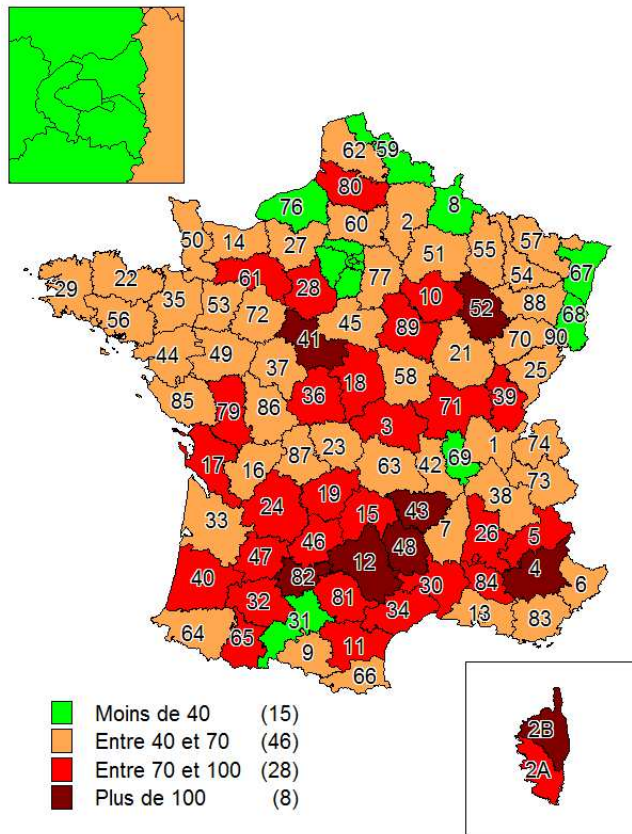 62 59
80
76 8
60 2
50 14 27 51 55 57
61 77 54 67
29 22 28 10
35 53 72 52 88 68
56 45 89
41 70 90
44 49 37 21 25
18 58
85 79 86 36 71 39
3
17 23 69 1 74
16 87 63 42 73
24 19 38
33 15 43
46 7 26 5
47 48
40 12
82 4
32 81 30 84 6
34
64 31 13 83
65 9 11
66
2B
2A
Moins de 40 (15)
Entre 40 et 70 (46)
Entre 70 et 100 (28)
Plus de 100 (8)